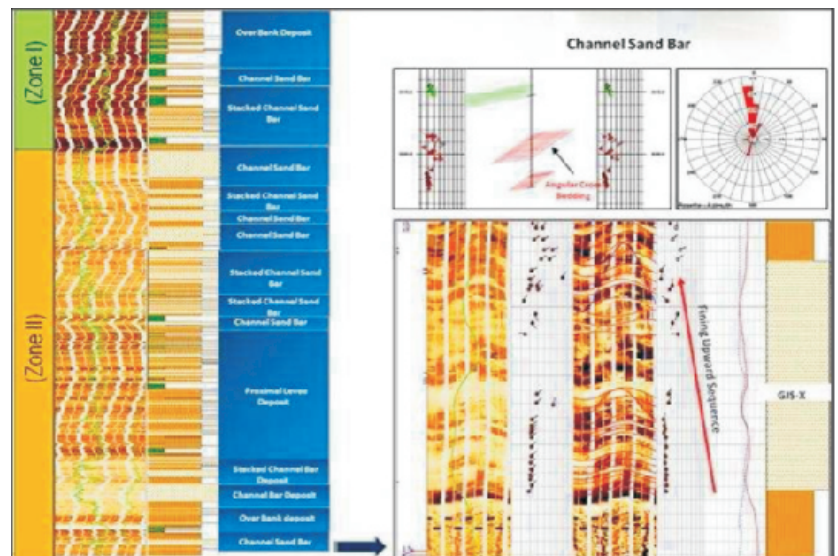 (Zone I)
(Zone II)
Over Bank Deposit
Channel Sand Bar
Stacked Channel Sand
Bar
Channel Sand Bar
Stacked Channel Sand
Bar
Channel Sand Bar
Channel Sand Bar
Stacked Channel Sand
Bar
Stacked Channel Sand
Bar
Channel Sand Bar
Proximal Levee
Deposit
Stacked Channel Bar
Deposit
Channel Bar Deposit
Over Bank deposit
Channel Sand Bar
Channel Sand Bar
Angular Cross
Bedding
Fining Upward Sequence
GIS-X